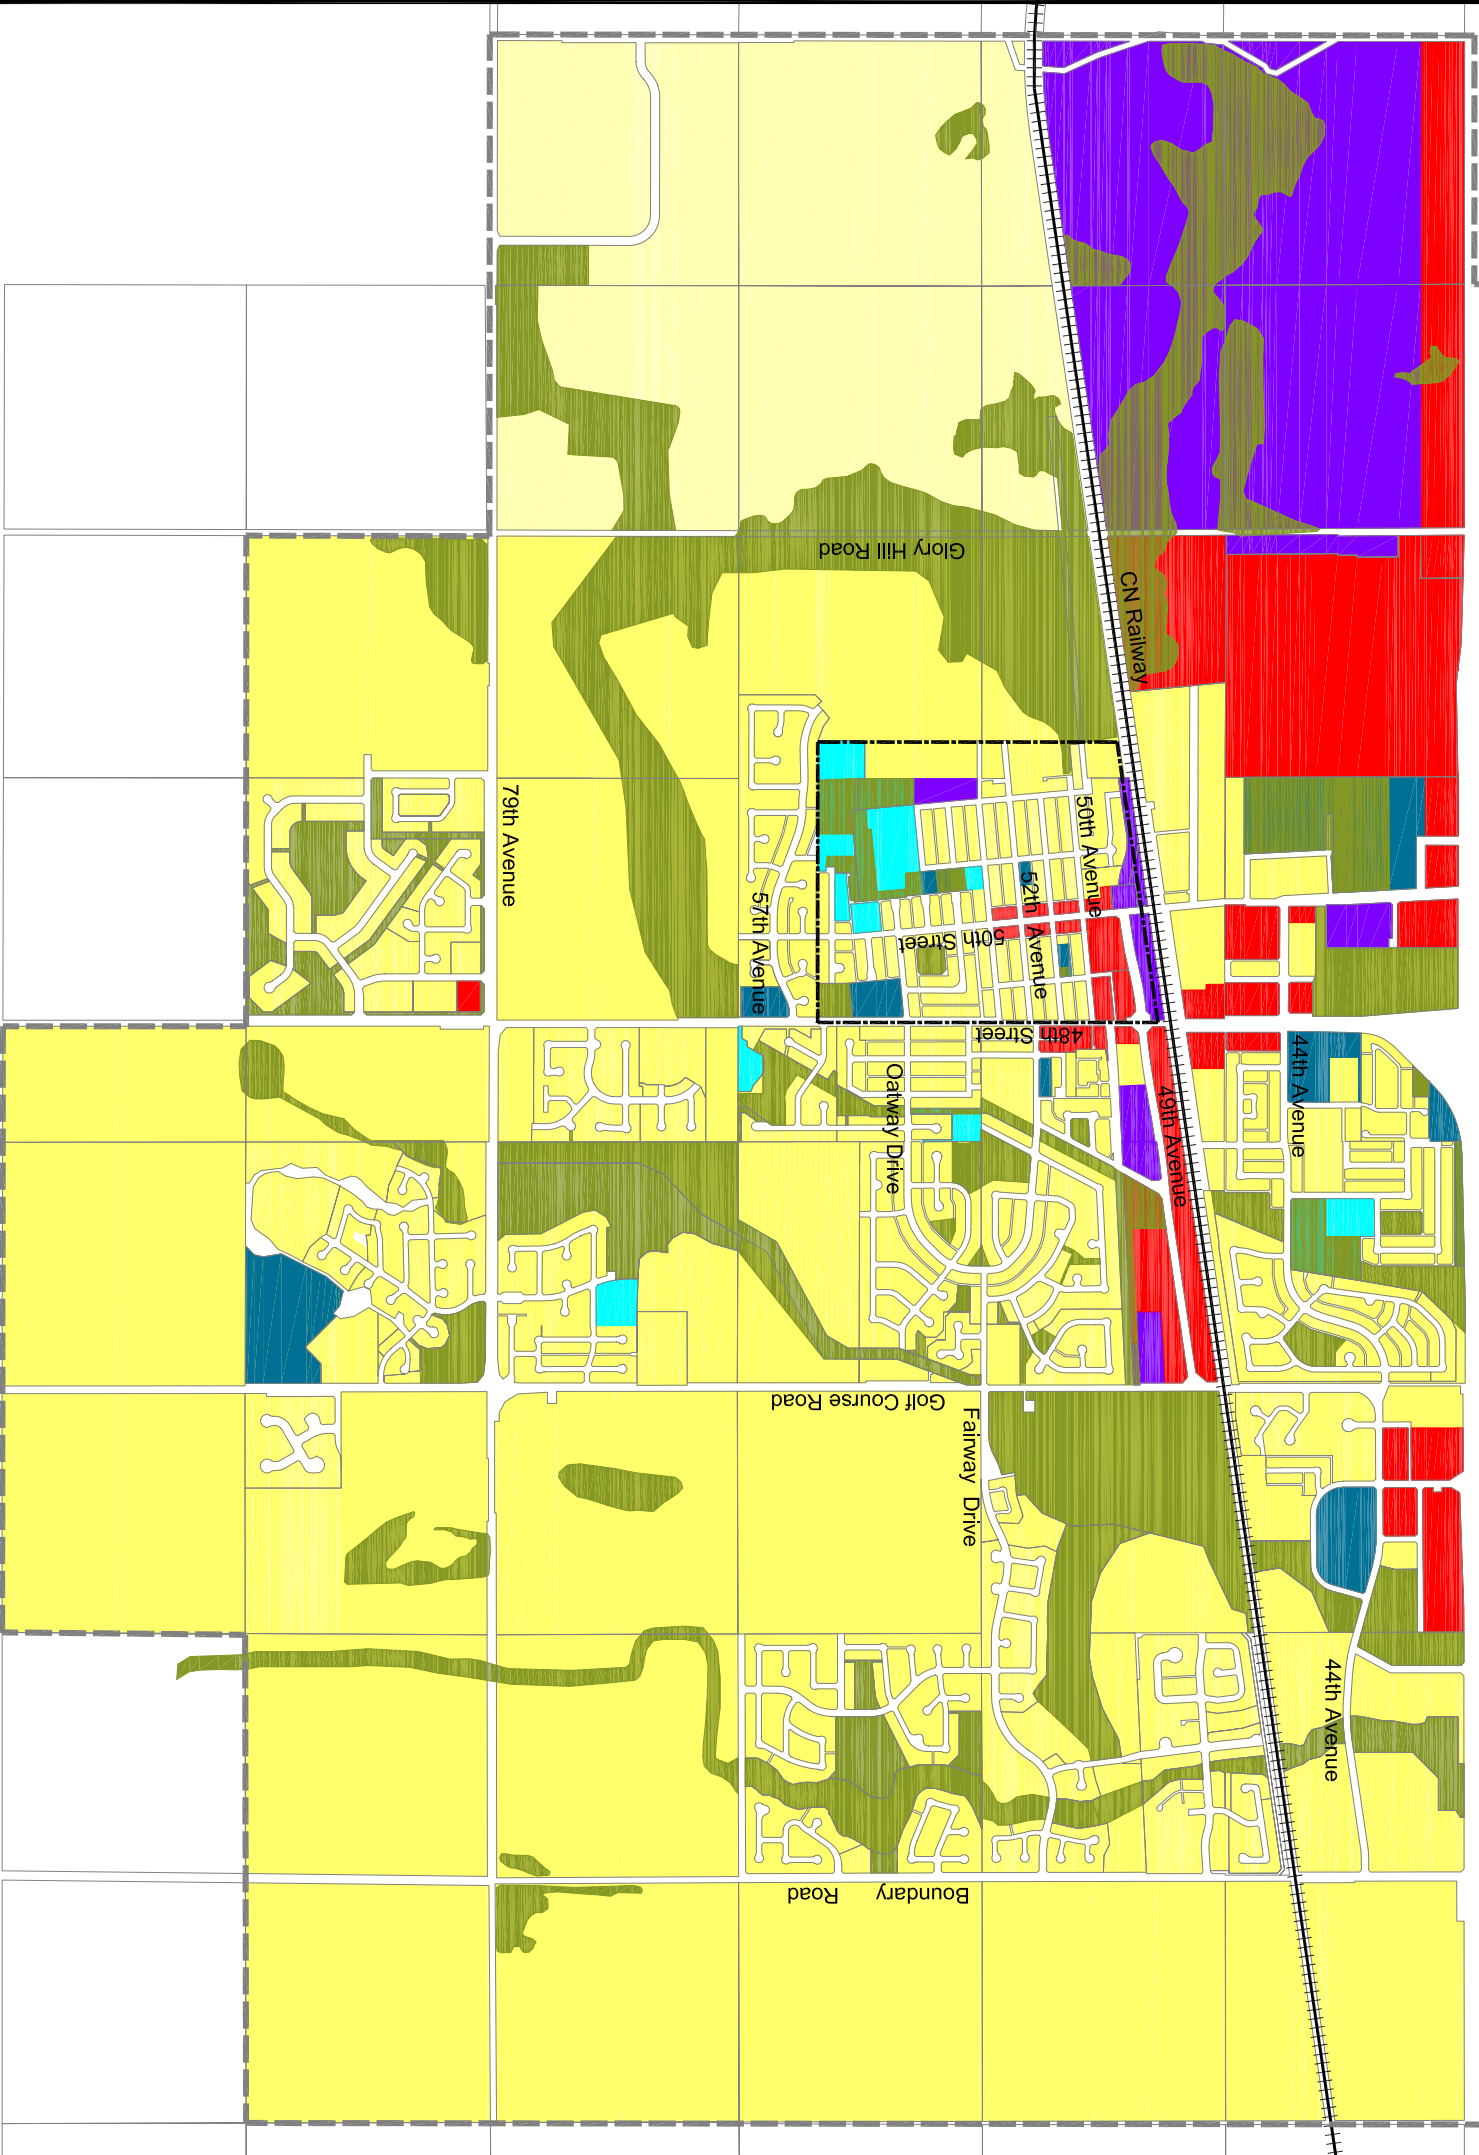 Glory Hill Road
CN Railway
79th Avenue
50th Avenue
52th Avenue
57th Avenue
50th Street
48th Street
44th Avenue
Oatway Drive
49th Avenue
Golf Course Road
Fairway Drive
44th Avenue
Boundary Road